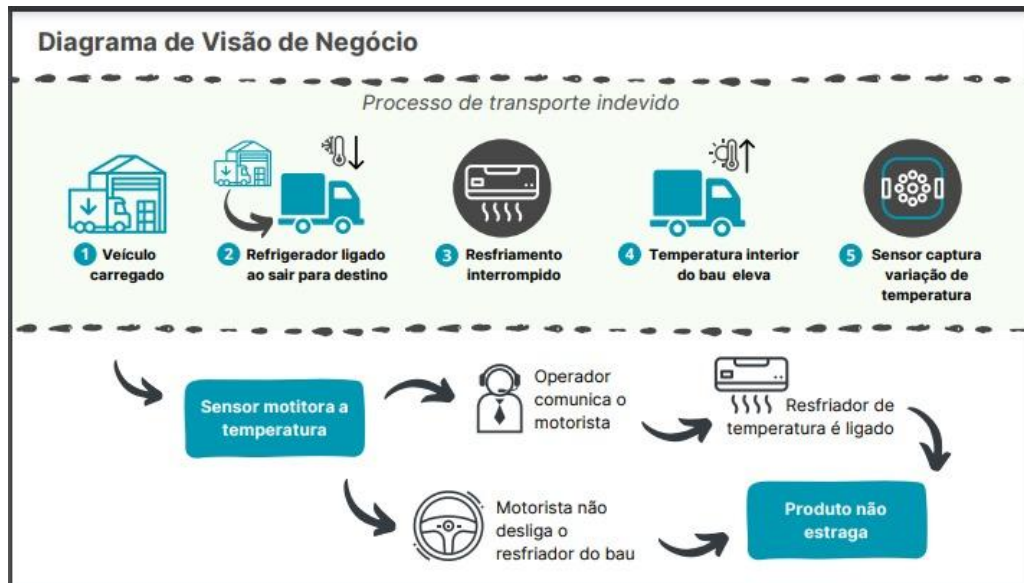 Diagrama de Visão de Negócio
Processo de transporte indevido
1 Veículo
carregado
2 Refrigerador ligado
ao sair para destino
3 Resfriamento
interrompido
4 Temperatura interior
do bau eleva
5 Sensor captura
variação de
temperatura
Sensor motitora a
temperatura
Operador
comunica o
motorista
Resfriador de
temperatura é ligado
Motorista não
desliga o
resfriador do bau
Produto não
estraga